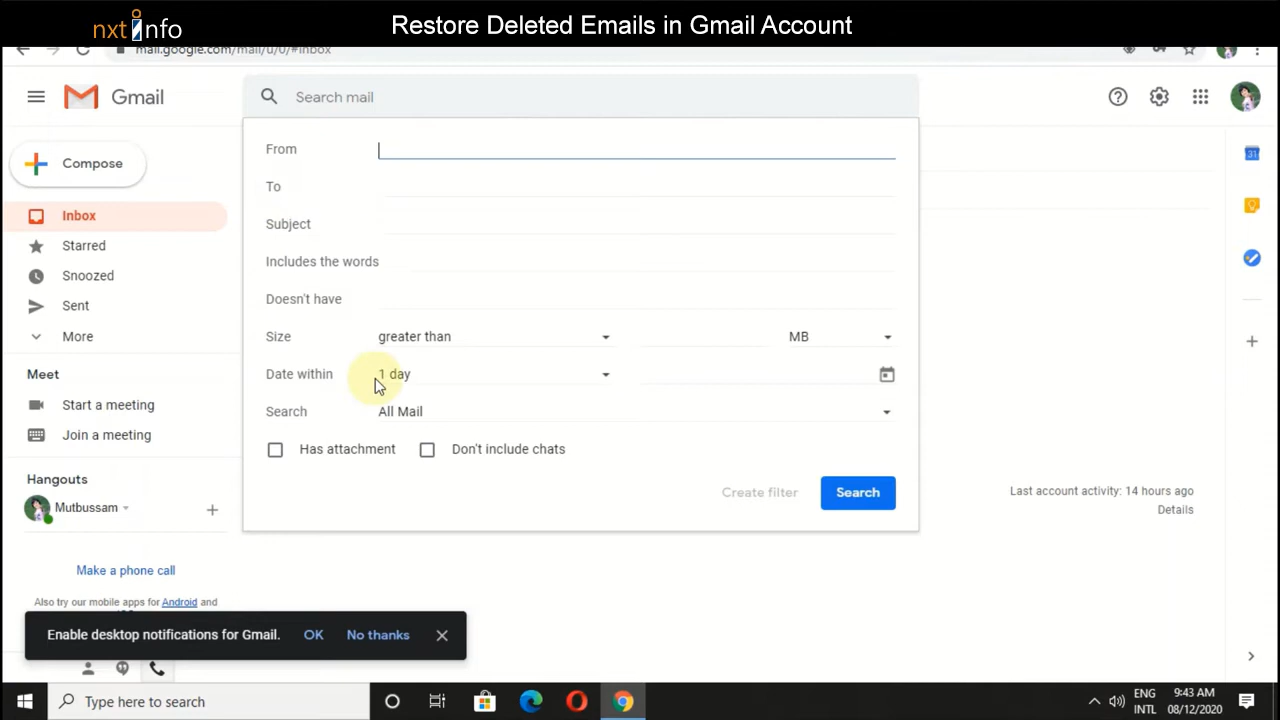 nxt info
Restore Deleted Emails in Gmail Account
mail.google.com/mail/u/0/#inbox
Gmail
Search mail
Compose
Inbox
Starred
Snoozed
Sent
More
Meet
Start a meeting
Join a meeting
Hangouts
Mutbussam
Make a phone call
Also try our mobile apps for Android and
From
To
Subject
Includes the words
Doesn't have
Size greater than MB
Date within 1 day
Search All Mail
Has attachment Don't include chats
Create filter Search
31
Last account activity: 14 hours ago
Details
Enable desktop notifications for Gmail. OK No thanks
Type here to search
ENG
INTL
9:43 AM
08/12/2020